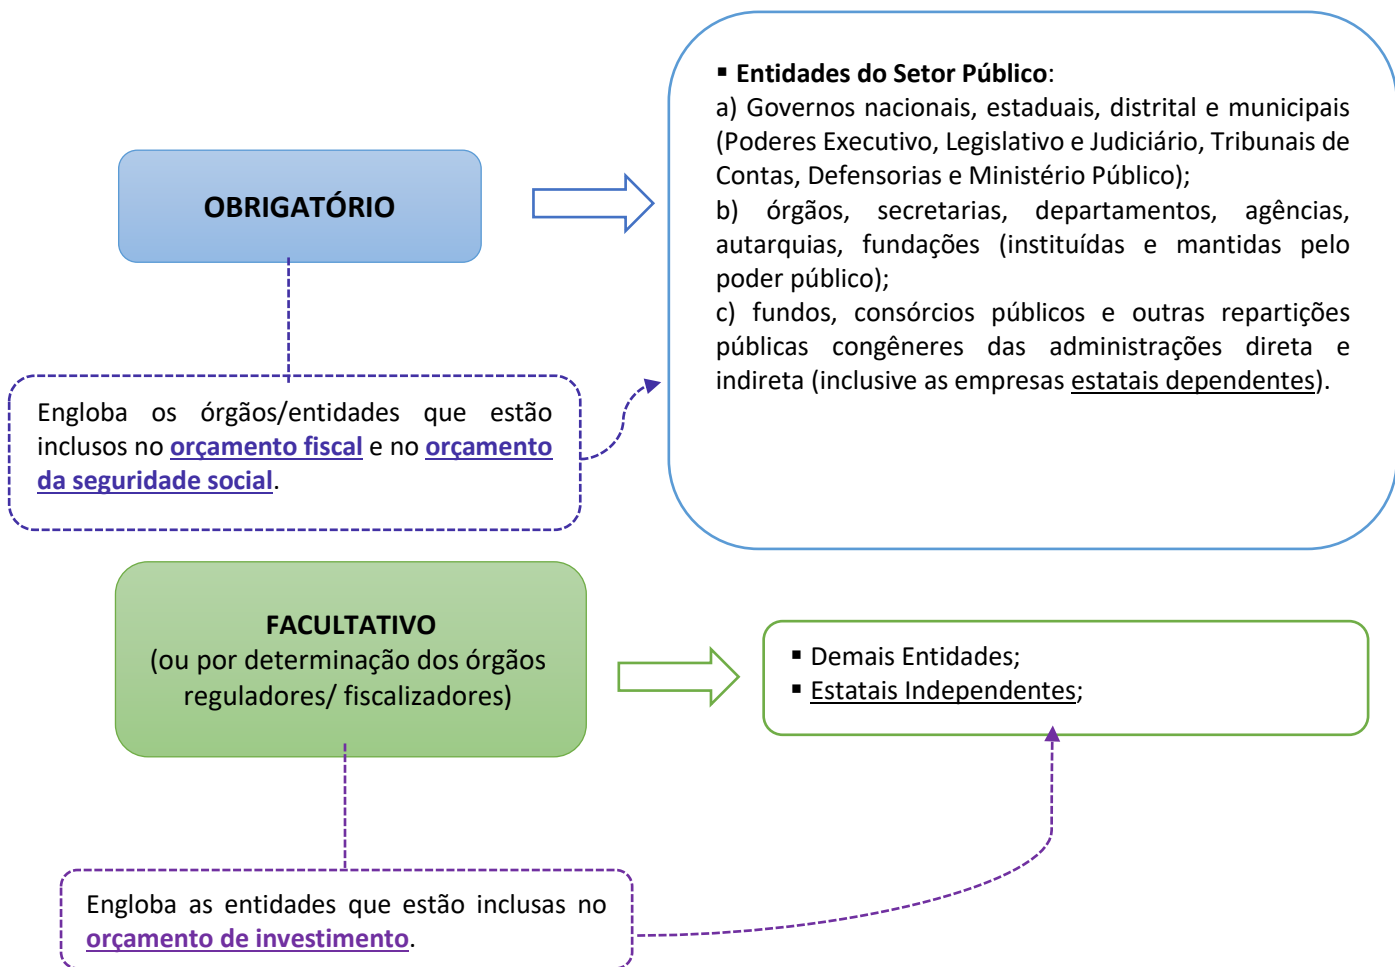 OBRIGATÓRIO
▪ Entidades do Setor Público:
a) Governos nacionais, estaduais, distrital e municipais
(Poderes Executivo, Legislativo e Judiciário, Tribunais de
Contas, Defensorias e Ministério Público);
b) órgãos, secretarias, departamentos, agências,
autarquias, fundações (instituídas e mantidas pelo
poder público);
c) fundos, consórcios públicos e outras repartições
públicas congêneres das administrações direta e
indireta (inclusive as empresas estatais dependentes).
Engloba os órgãos/entidades que estão
inclusos no orçamento fiscal e no orçamento
da seguridade social.
FACULTATIVO
(ou por determinação dos órgãos
reguladores/ fiscalizadores)
▪ Demais Entidades;
▪ Estatais Independentes;
Engloba as entidades que estão inclusas no
orçamento de investimento.